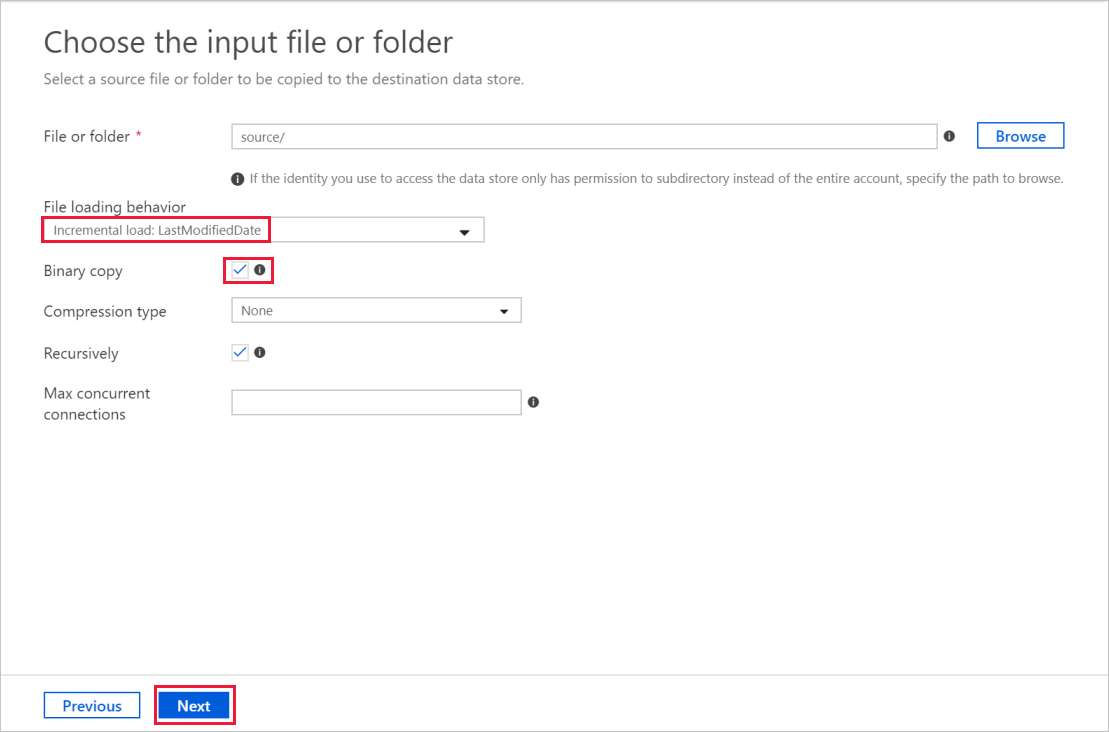 Choose the input file or folder
Select a source file or folder to be copied to the destination data store.
File or folder *
source/
Browse
If the identity you use to access the data store only has permission to subdirectory instead of the entire account, specify the path to browse.
File loading behavior
Incremental load: LastModifiedDate
Binary copy
Compression type
None
Recursively
Max concurrent
connections
Previous
Next